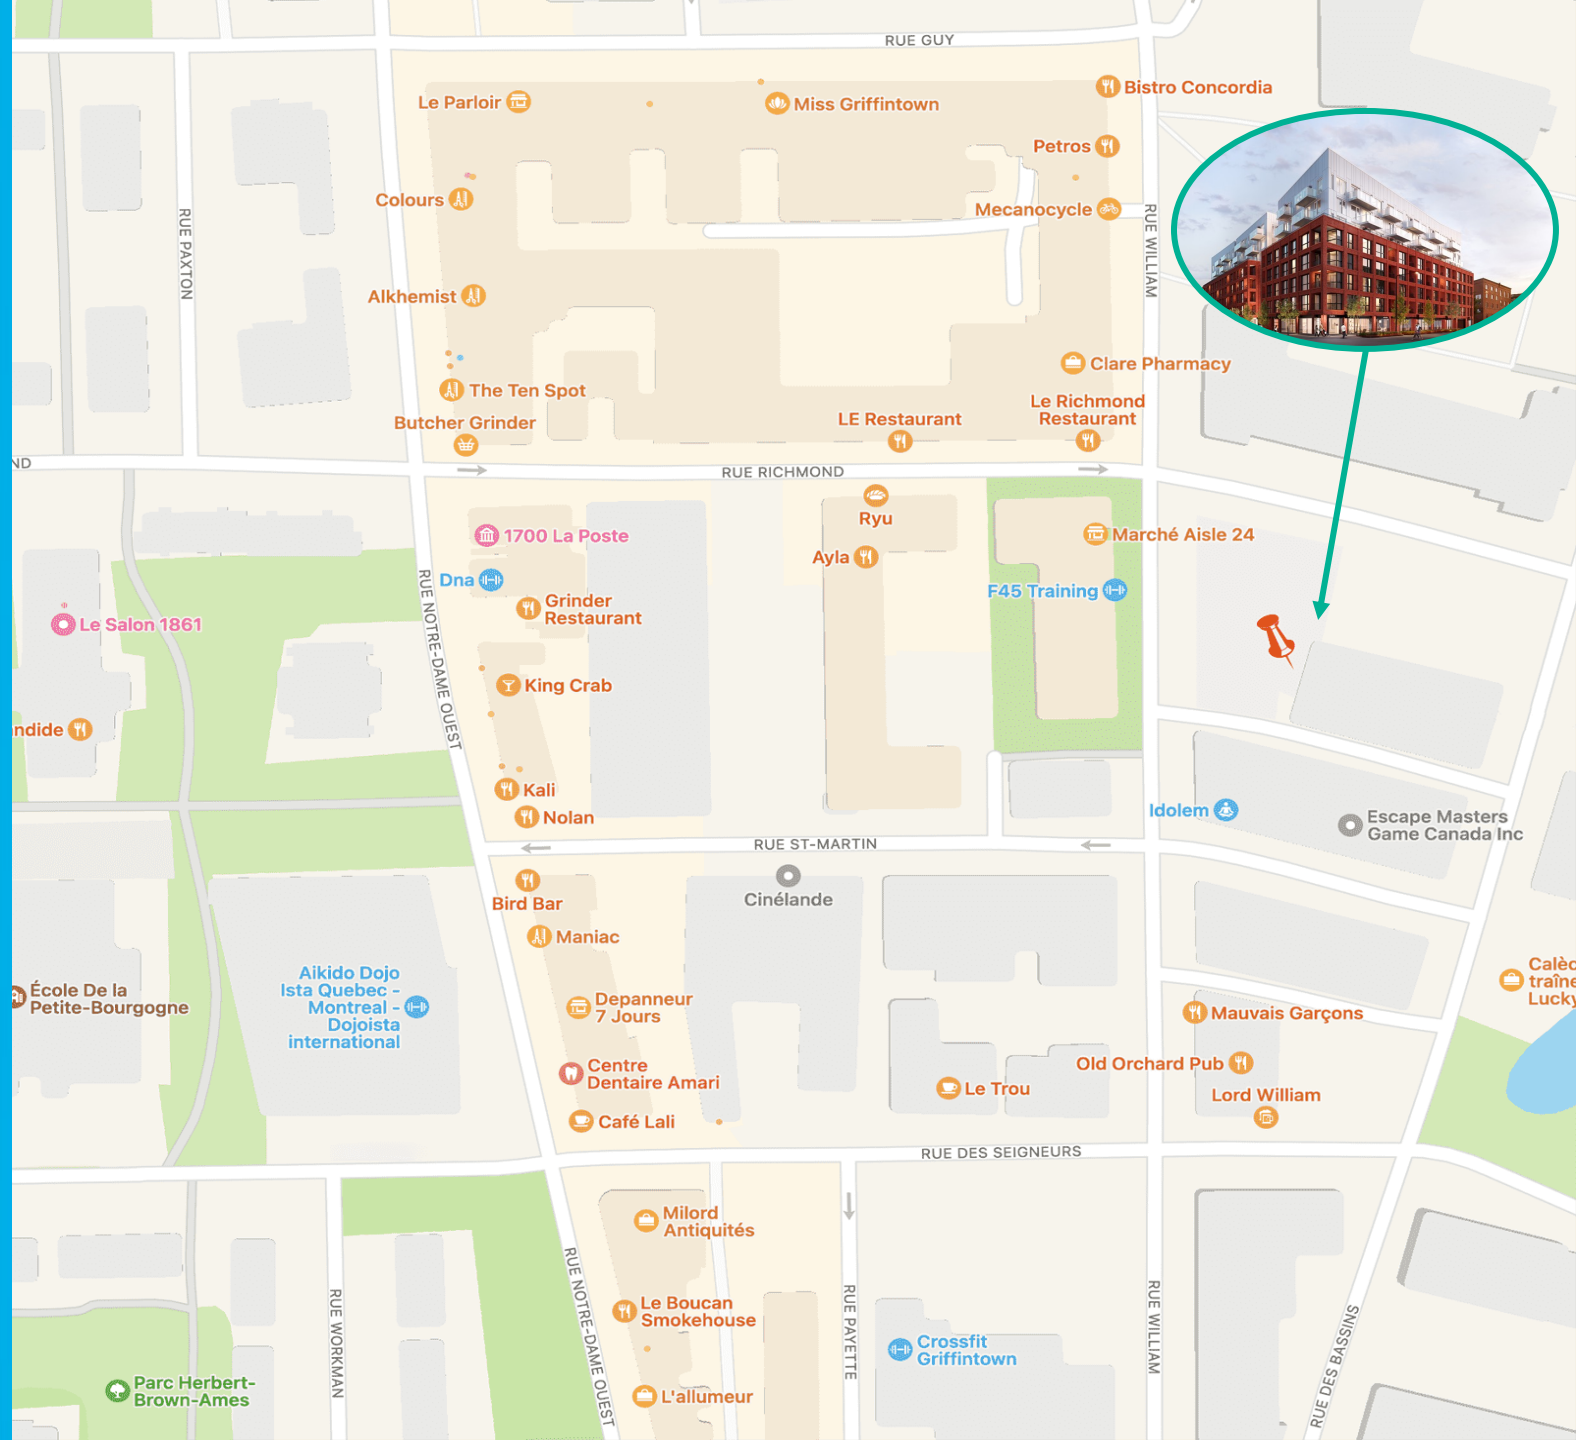 RUE GUY
Bistro Concordia
Le Parloir
Miss Griffintown
Petros
Colours
Mecanocycle
RUE PAXTON
RUE WILLIAM
Alkhemist
Clare Pharmacy
The Ten Spot
Le Richmond
Restaurant
LE Restaurant
Butcher Grinder
ND
RUE RICHMOND
Ryu
1700 La Poste
Marché Aisle 24
Ayla
Dna
F45 Training
Grinder
Restaurant
Le Salon 1861
RUE NOTRE-DAME OUEST
King Crab
ndide
Kali
Nolan
Idolem
Escape Masters
Game Canada Inc
RUE ST-MARTIN
Cinélande
Bird Bar
Maniac
Aikido Dojo
Ista Quebec -
Montreal -
Dojoista
international
École De la
Petite-Bourgogne
Calèc
traîne
Lucky
Depanneur
7 Jours
Mauvais Garçons
Old Orchard Pub
Centre
Dentaire Amari
Le Trou
Lord William
Café Lali
RUE DES SEIGNEURS
Milord
Antiquités
RUE NOTRE-DAME OUEST
RUE WORKMAN
RUE PAYETTE
RUE WILLIAM
RUE DES BASSINS
Le Boucan
Smokehouse
Crossfit
Griffintown
Parc Herbert-
Brown-Ames
L'allumeur